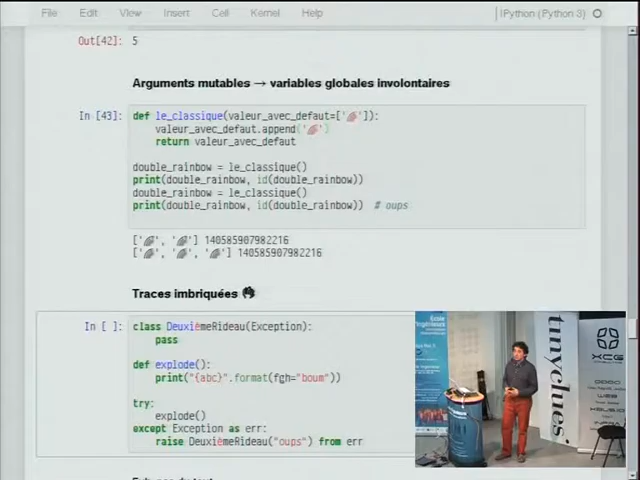 File Edit View Insert Cell Kernel Help IPython (Python 3)
Out[42]: 5
Arguments mutables → variables globales involontaires
In [43]: def le_classique(valeur_avec_defaut=['🌈']):
valeur_avec_defaut.append('🌈')
return valeur_avec_defaut
double_rainbow = le_classique()
print(double_rainbow, id(double_rainbow))
double_rainbow = le_classique()
print(double_rainbow, id(double_rainbow)) # oups
['🌈', '🌈'] 140585907982216
['🌈', '🌈', '🌈'] 140585907982216
Traces imbriquées
In [ ]: class DeuxièmeRideau(Exception):
pass
def explode():
print("{abc}".format(fgh="boum"))
try:
explode()
except Exception as err:
raise DeuxièmeRideau("oups") from err
tinyclues
XCG